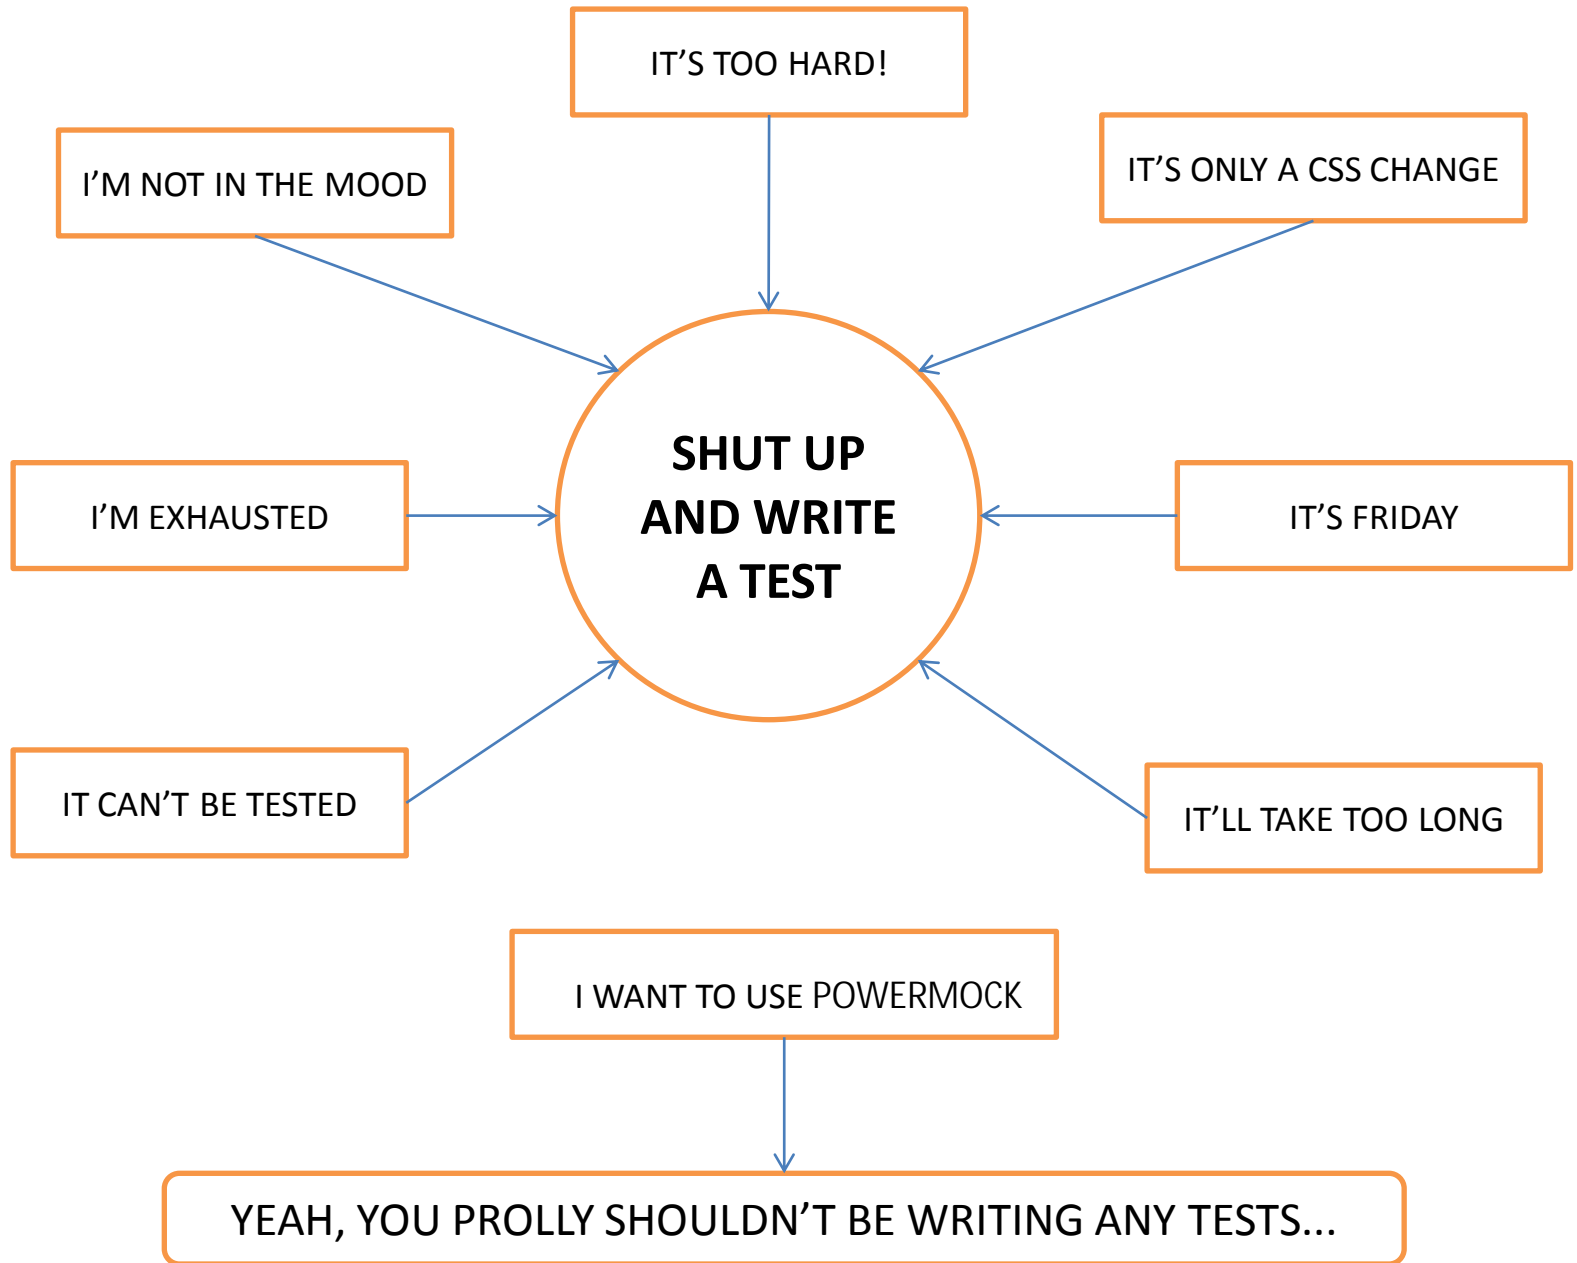 IT’S TOO HARD!
I’M NOT IN THE MOOD
IT’S ONLY A CSS CHANGE
SHUT UP
AND WRITE
A TEST
I’M EXHAUSTED
IT’S FRIDAY
IT CAN’T BE TESTED
IT’LL TAKE TOO LONG
I WANT TO USE POWERMOCK
YEAH, YOU PROLLY SHOULDN’T BE WRITING ANY TESTS...